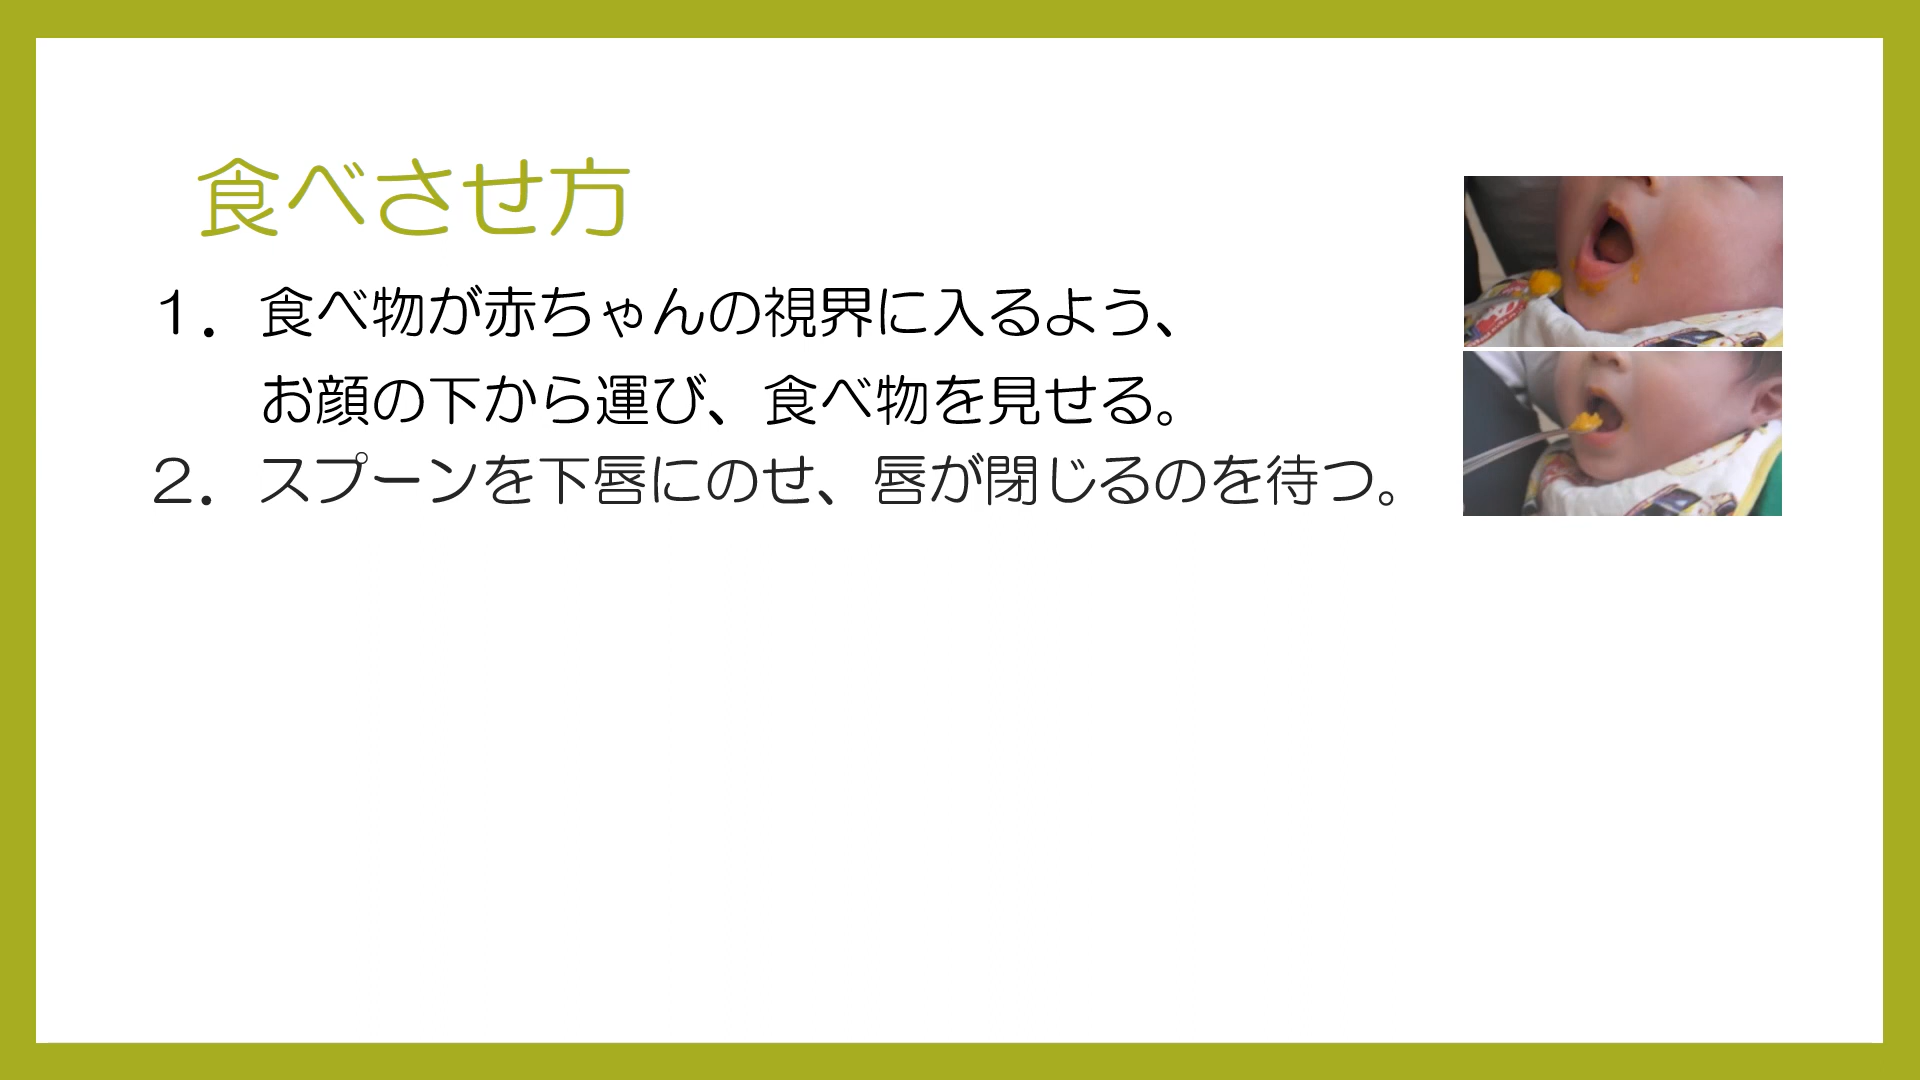 食べさせ方
１．食べ物が赤ちゃんの視界に入るよう、
お顔の下から運び、食べ物を見せる。
２．スプーンを下唇にのせ、唇が閉じるのを待つ。